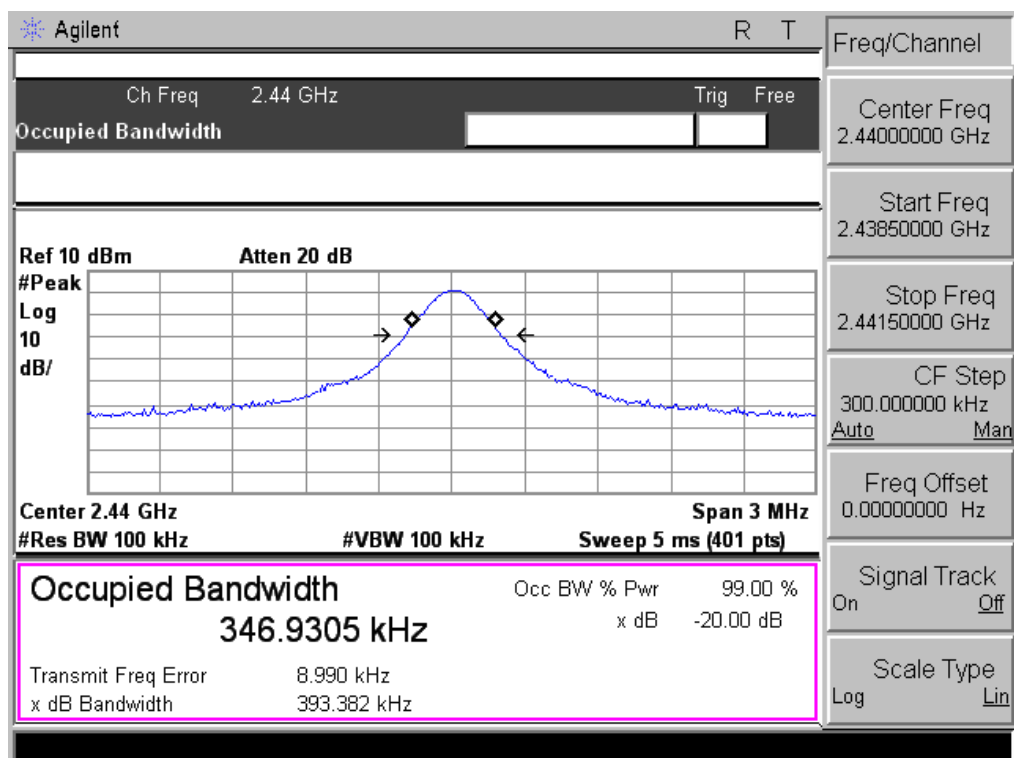 Agilent R T
Freq/Channel
Ch Freq 2.44 GHz Trig Free
Occupied Bandwidth
Center Freq
2.44000000 GHz
Start Freq
2.43850000 GHz
Ref 10 dBm Atten 20 dB
#Peak
Log
10
dB/
Stop Freq
2.44150000 GHz
CF Step
300.000000 kHz
Auto Man
Freq Offset
0.00000000 Hz
Center 2.44 GHz Span 3 MHz
#Res BW 100 kHz #VBW 100 kHz Sweep 5 ms (401 pts)
Occupied Bandwidth Occ BW % Pwr 99.00 %
346.9305 kHz x dB -20.00 dB
Transmit Freq Error 8.990 kHz
x dB Bandwidth 393.382 kHz
Signal Track
On Off
Scale Type
Log Lin